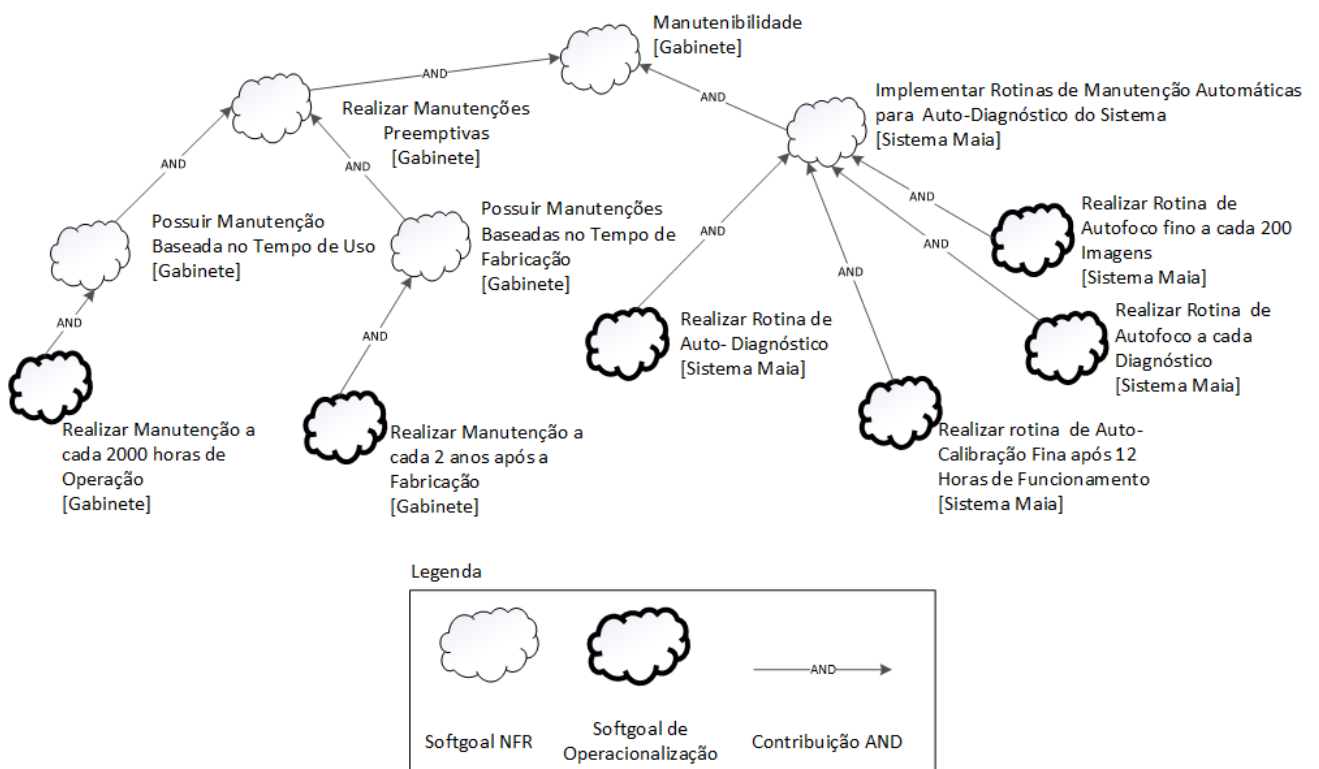 Manutenibilidade
[Gabinete]
AND
Realizar Manutenções
Preemptivas
[Gabinete]
AND
Implementar Rotinas de Manutenção Automáticas
para Auto-Diagnóstico do Sistema
[Sistema Maia]
AND
Possuir Manutenção
Baseada no Tempo de Uso
[Gabinete]
AND
Possuir Manutenções
Baseadas no Tempo de
Fabricação
[Gabinete]
AND
AND
AND
AND
Realizar Rotina de
Autofoco fino a cada 200
Imagens
[Sistema Maia]
AND
Realizar Manutenção a
cada 2000 horas de
Operação
[Gabinete]
AND
Realizar Manutenção a
cada 2 anos após a
Fabricação
[Gabinete]
Realizar Rotina de
Auto- Diagnóstico
[Sistema Maia]
AND
Realizar Rotina de
Autofoco a cada
Diagnóstico
[Sistema Maia]
Realizar rotina de Auto-
Calibração Fina após 12
Horas de Funcionamento
[Sistema Maia]
Legenda
AND
Softgoal NFR
Softgoal de
Operacionalização
Contribuição AND